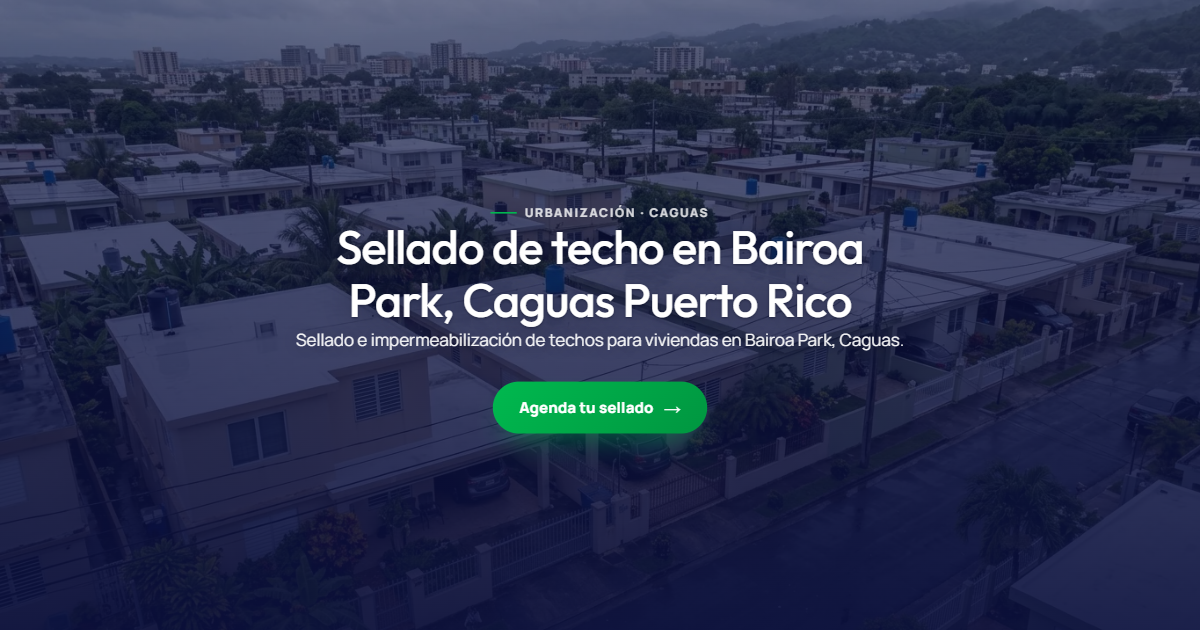 URBANIZACIÓN · CAGUAS
Sellado de techo en Bairoa
Park, Caguas Puerto Rico
Sellado e impermeabilización de techos para viviendas en Bairoa Park, Caguas.
Agenda tu sellado →